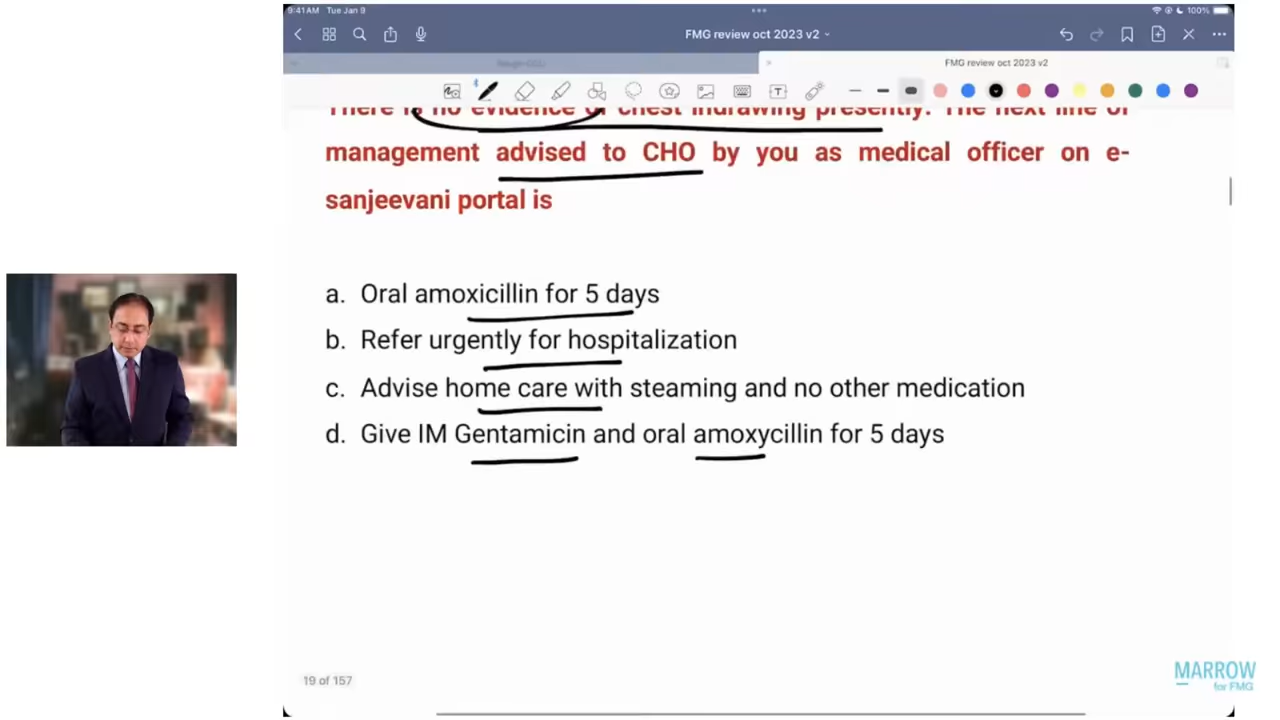 9:41AM Tue Jan 9
100%
FMG review oct 2023 v2
FMG review oct 2023 v2
There is no evidence of chest indrawing presently. The next line of
management advised to CHO by you as medical officer on e-
sanjeevani portal is
a. Oral amoxicillin for 5 days
b. Refer urgently for hospitalization
c. Advise home care with steaming and no other medication
d. Give IM Gentamicin and oral amoxycillin for 5 days
19 of 157
MARROW
for FMG